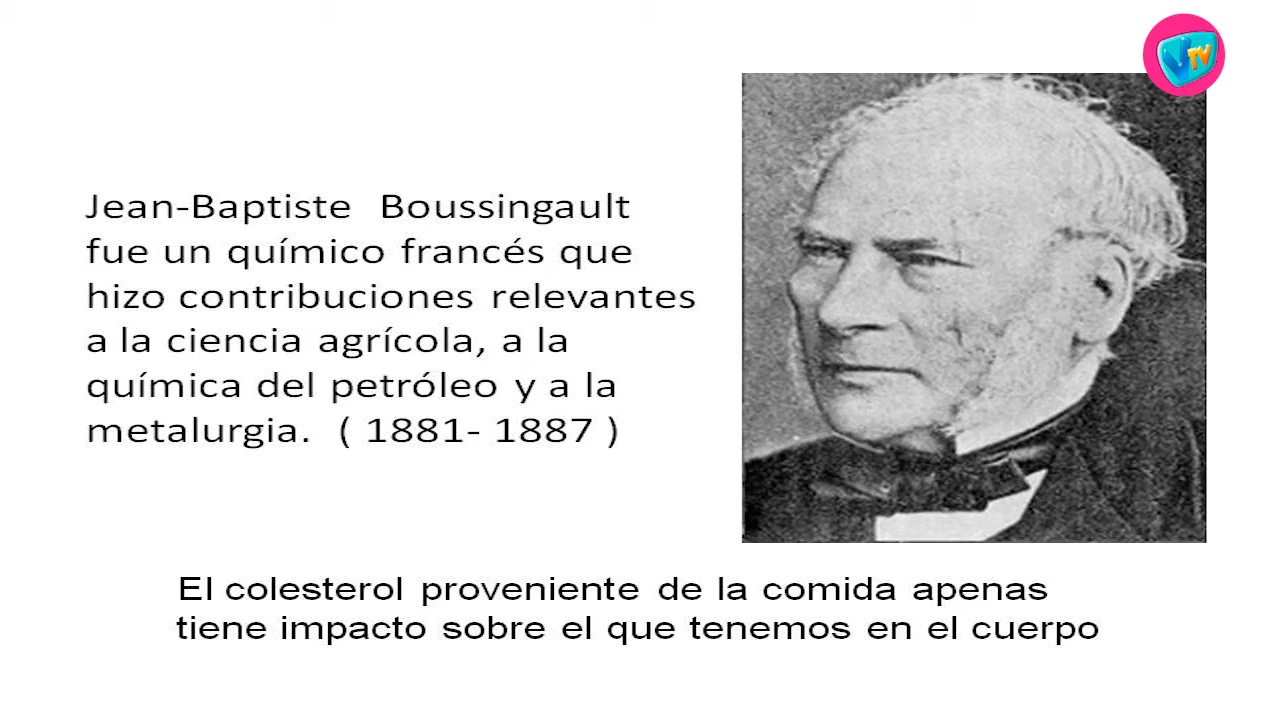 TV
Jean-Baptiste Boussingault
fue un químico francés que
hizo contribuciones relevantes
a la ciencia agrícola, a la
química del petróleo y a la
metalurgia. ( 1881- 1887 )
El colesterol proveniente de la comida apenas
tiene impacto sobre el que tenemos en el cuerpo